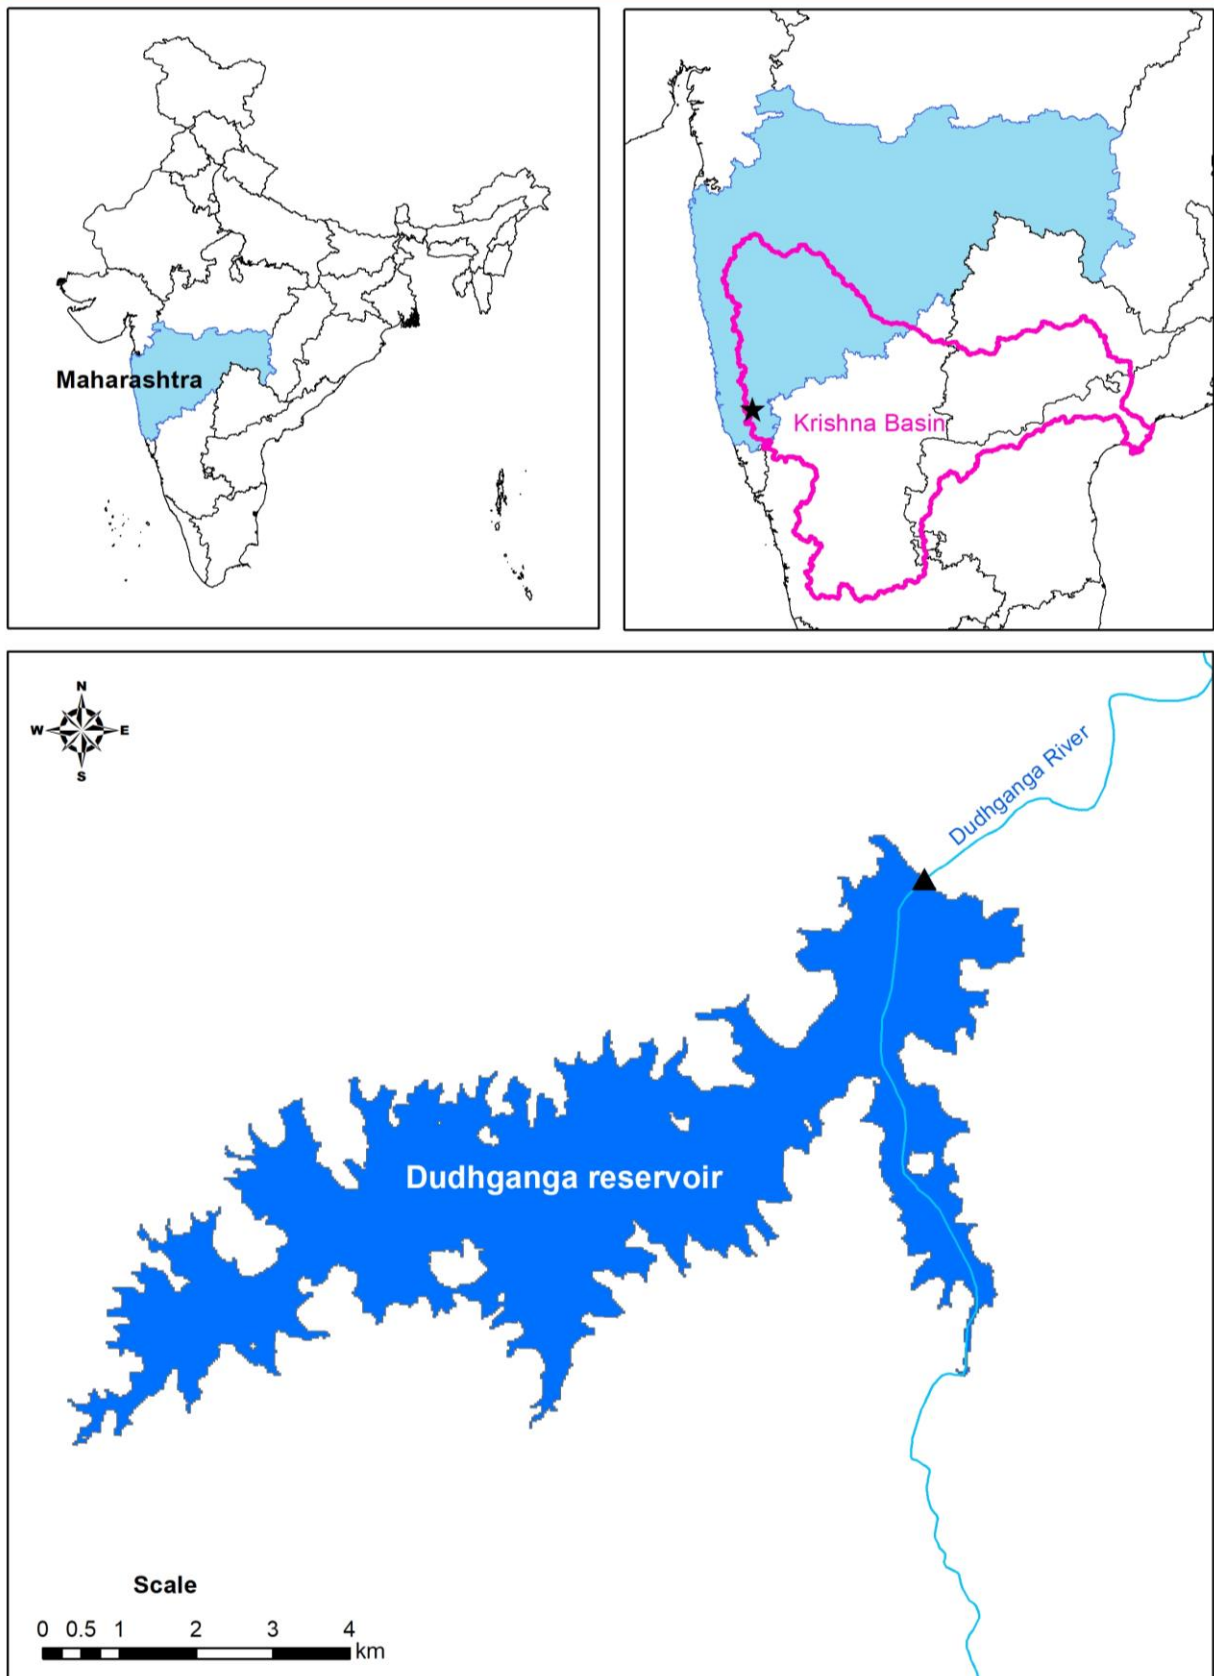 Maharashtra
Krishna Basin
N
W E
S
Dudhganga River
Dudhganga reservoir
Scale
0 0.5 1 2 3 4
km